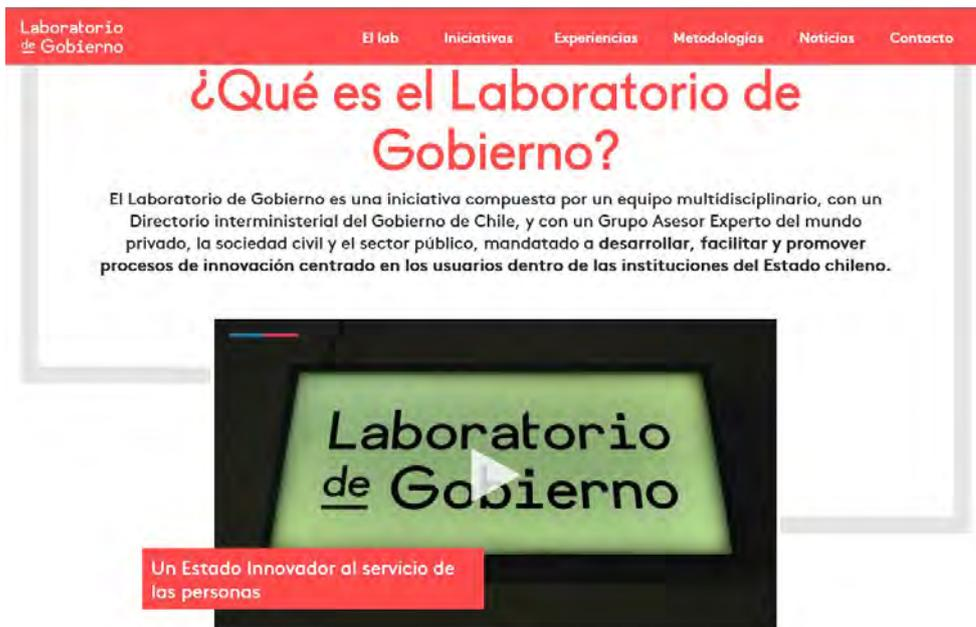 Laboratorio
de Gobierno
El lab Iniciativas Experiencias Metodologías Noticias Contacto
¿Qué es el Laboratorio de
Gobierno?
El Laboratorio de Gobierno es una iniciativa compuesta por un equipo multidisciplinario, con un
Directorio interministerial del Gobierno de Chile, y con un Grupo Asesor Experto del mundo
privado, la sociedad civil y el sector público, mandatado a desarrollar, facilitar y promover
procesos de innovación centrado en los usuarios dentro de las instituciones del Estado chileno.
Laboratorio
de Gobierno
Un Estado Innovador al servicio de
las personas